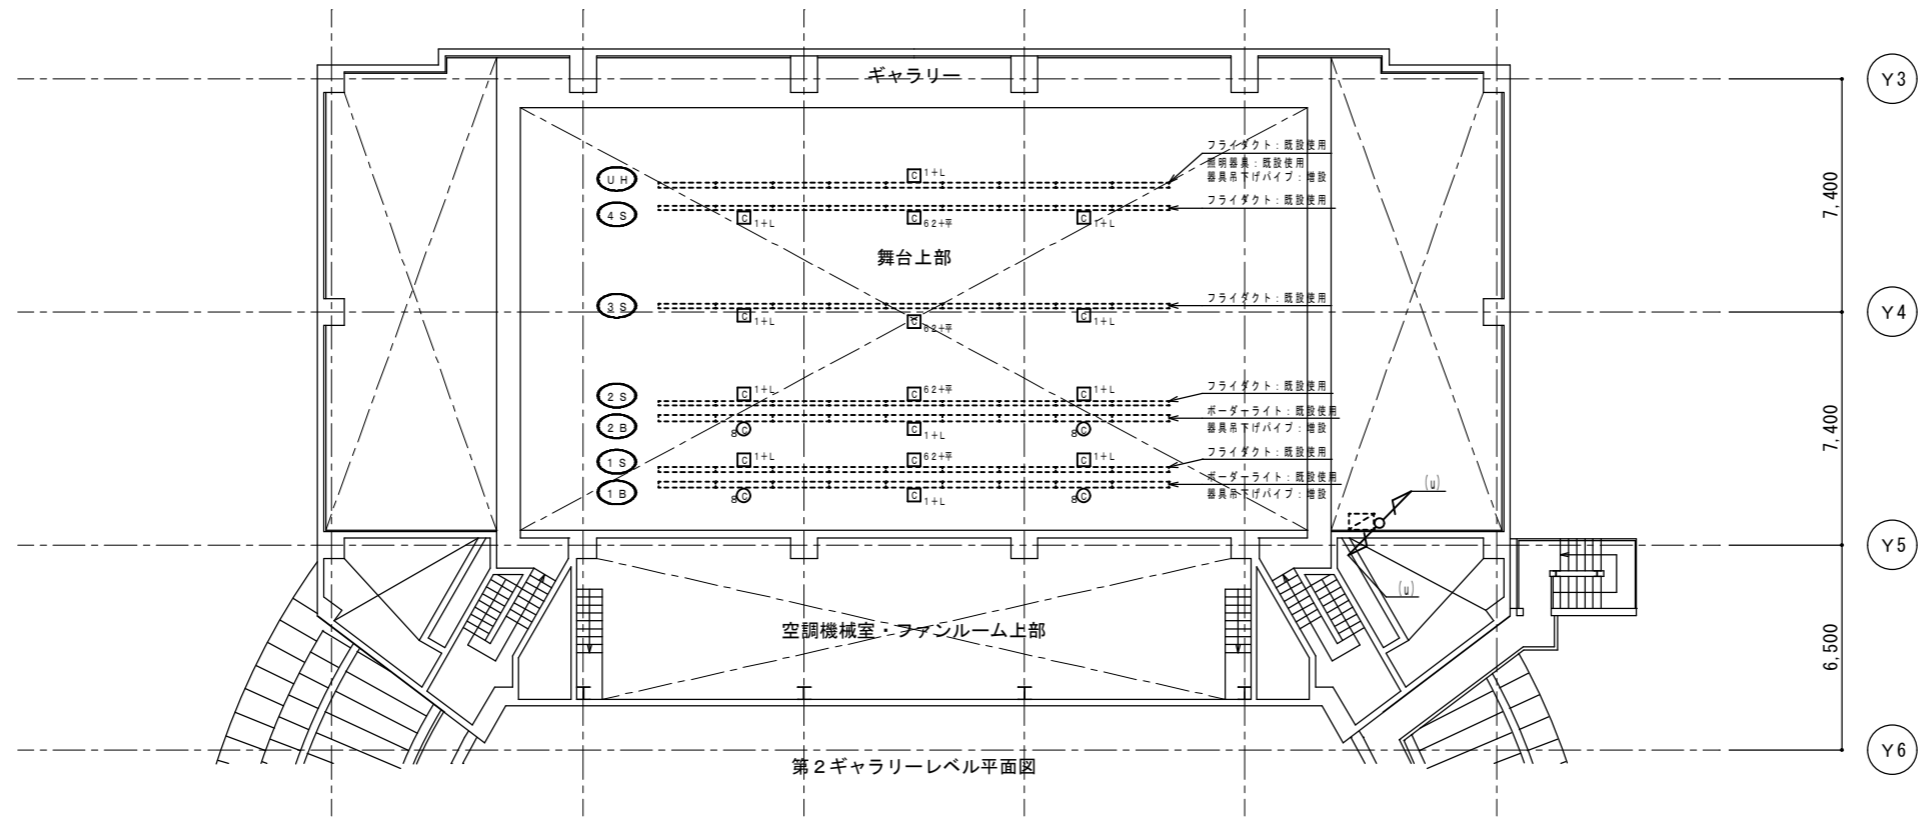 ギャラリー
Y3
フライダクト：既設使用
照明器具：既設使用
器具吊下げパイプ：増設
UH
C 1+L
フライダクト：既設使用
4S
C 1+L
C 62+平
C 1+L
7,400
舞台上部
フライダクト：既設使用
3S
C 1+L
C 62+平
C 1+L
Y4
フライダクト：既設使用
2S
C 1+L
C 62+平
C 1+L
ボーダーライト：既設使用
器具吊下げパイプ：増設
2B
8 C
C 1+L
8 C
7,400
フライダクト：既設使用
1S
C 1+L
C 62+平
C 1+L
ボーダーライト：既設使用
器具吊下げパイプ：増設
1B
8 C
C 1+L
8 C
(u)
Y5
(u)
空調機械室・ファンルーム上部
6,500
Y6
第２ギャラリーレベル平面図